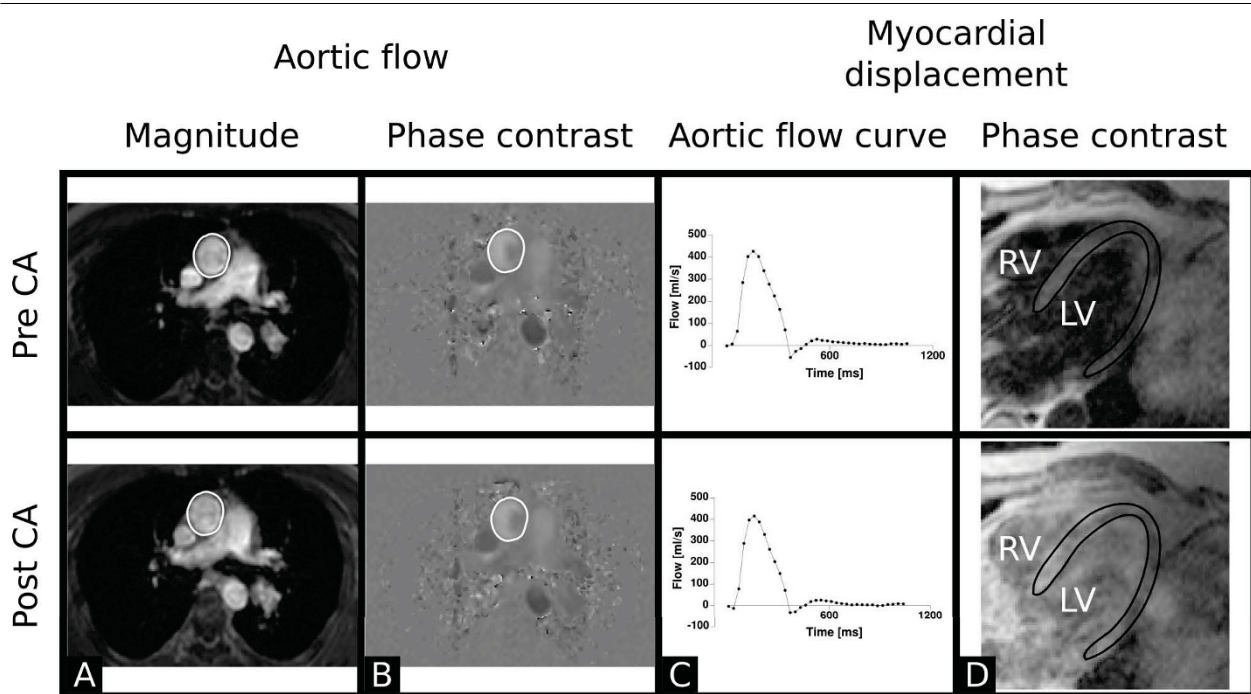 Aortic flow
Myocardial
displacement
Magnitude
Phase contrast
Aortic flow curve
Phase contrast
Pre CA
500
400
300
200
100
0
-100
Flow [ml/s]
600
1200
Time [ms]
RV
LV
Post CA
500
400
300
200
100
0
-100
Flow [ml/s]
600
1200
Time [ms]
RV
LV
A
B
C
D